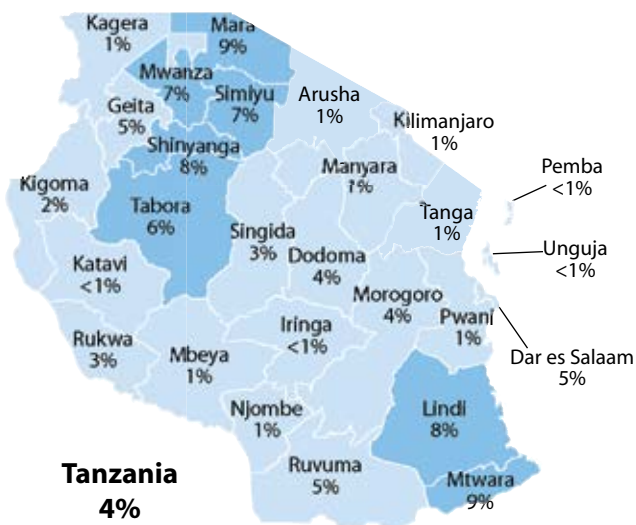 Kagera
1%
Mara
9%
Mwanza
7%
Simiyu
7%
Geita
5%
Arusha
1%
Kilimanjaro
1%
Shinyanga
8%
Manyara
1%
Pemba
<1%
Kigoma
2%
Tabora
6%
Singida
3%
Tanga
1%
Unguja
<1%
Katavi
<1%
Dodoma
4%
Morogoro
4%
Pwani
1%
Rukwa
3%
Mbeya
1%
Iringa
<1%
Dar es Salaam
5%
Njombe
1%
Lindi
8%
Ruvuma
5%
Mtwara
9%
Tanzania
4%